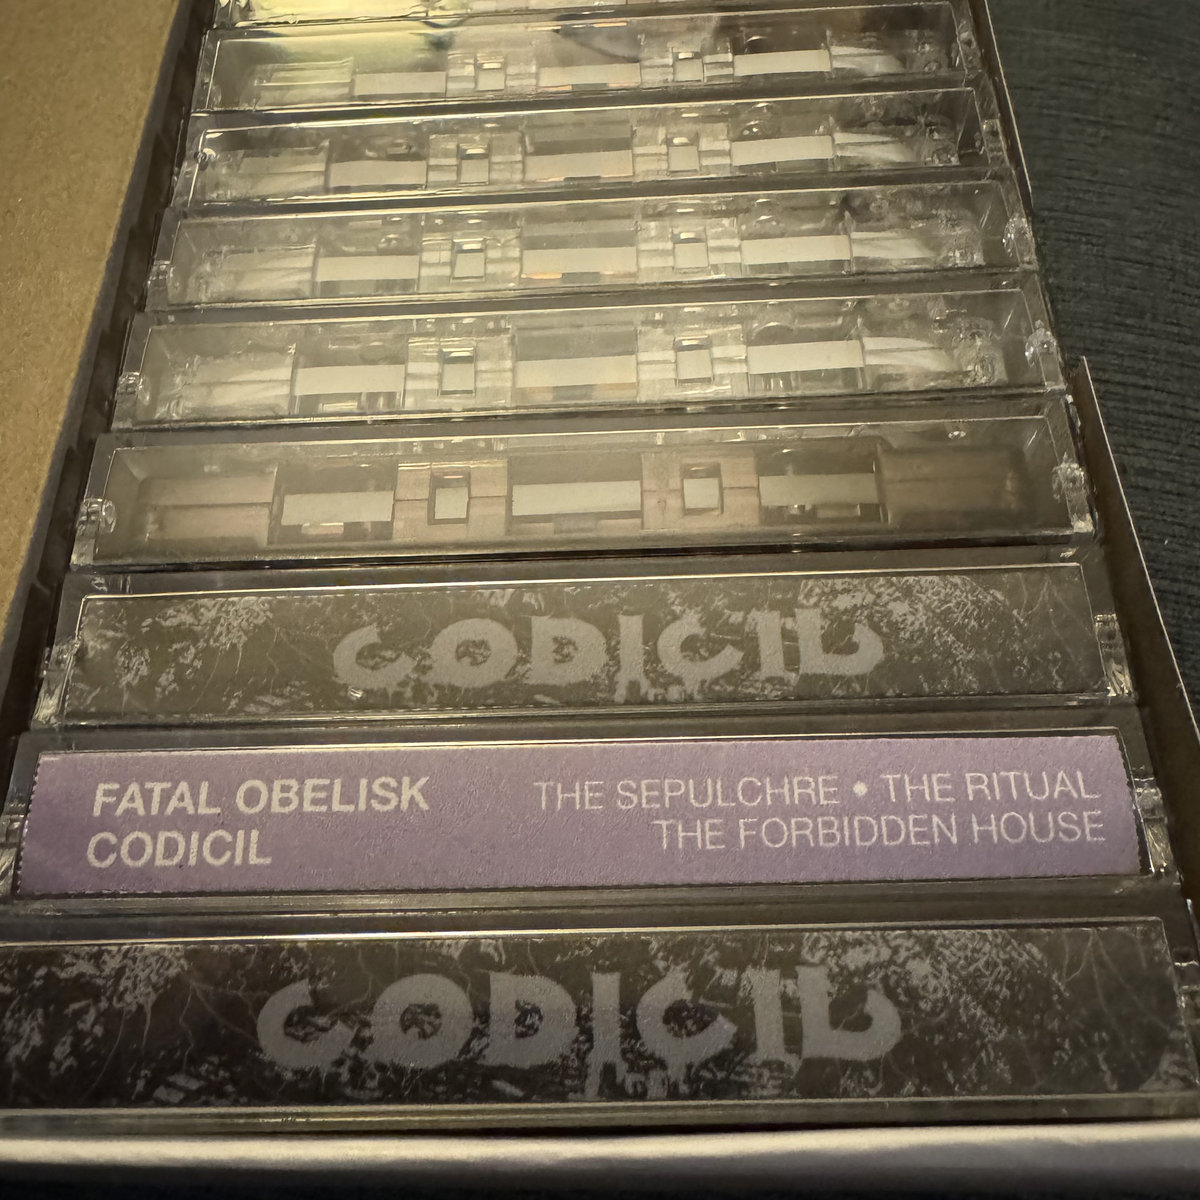 CODICIL
FATAL OBELISK
CODICIL
THE SEPULCHRE • THE RITUAL
THE FORBIDDEN HOUSE
CODICIL